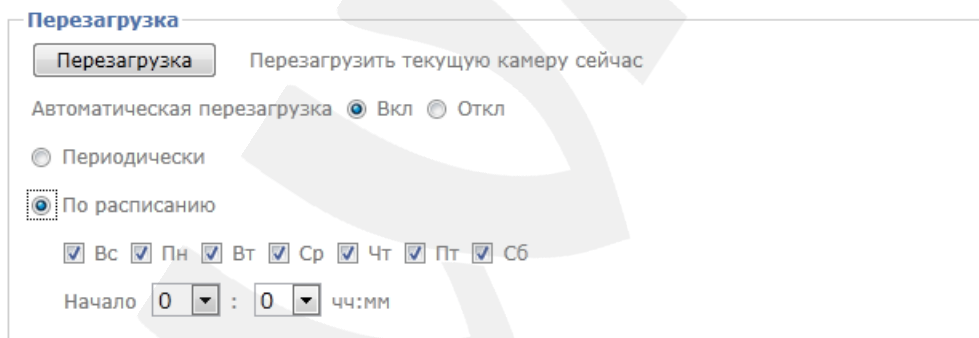 Перезагрузка
Перезагрузка Перезагрузить текущую камеру сейчас
Автоматическая перезагрузка Вкл Откл
Периодически
По расписанию
Вс Пн Вт Ср Чт Пт Сб
Начало 0 : 0 чч:мм